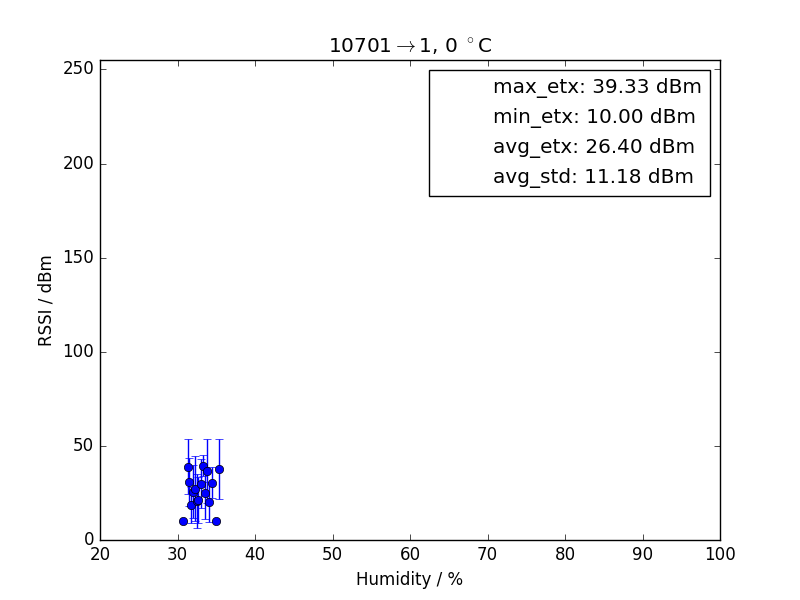 10701→1, 0 °C
max_etx: 39.33 dBm
min_etx: 10.00 dBm
avg_etx: 26.40 dBm
avg_std: 11.18 dBm
RSSI / dBm
250
200
150
100
50
0
20 30 40 50 60 70 80 90 100
Humidity / %